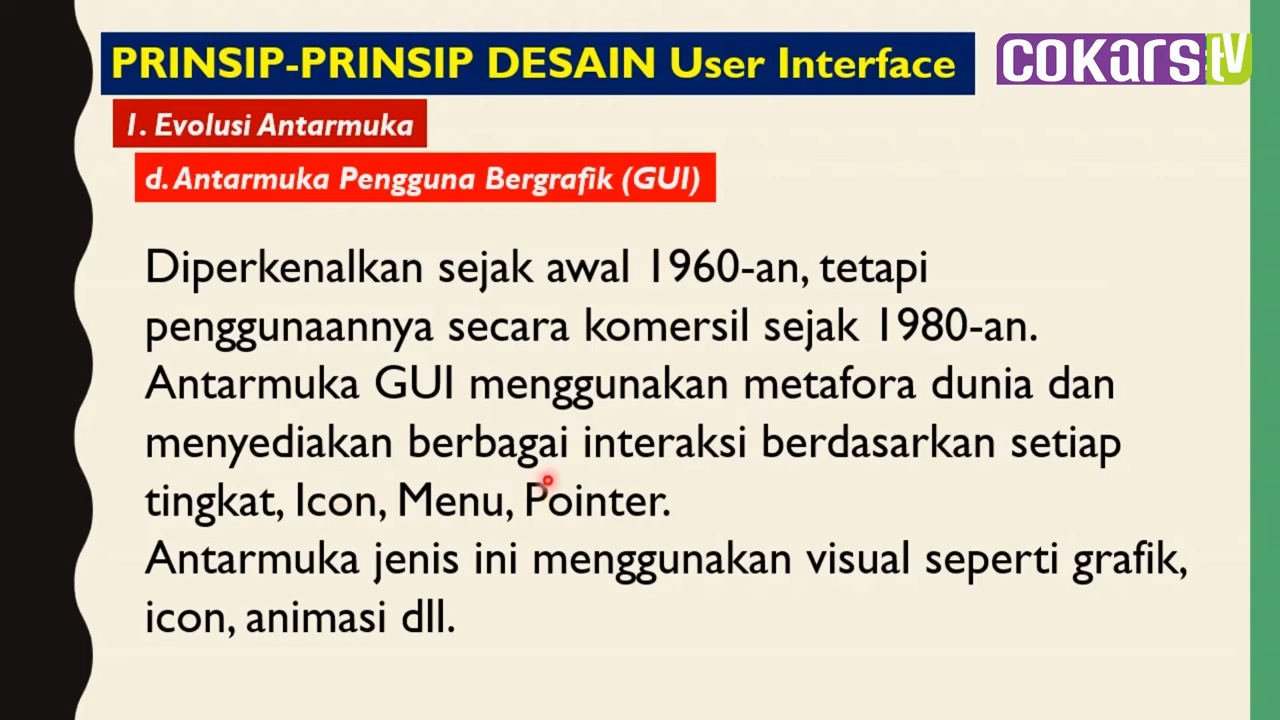 PRINSIP-PRINSIP DESAIN User Interface
cokarstv
1. Evolusi Antarmuka
d. Antarmuka Pengguna Bergrafik (GUI)
Diperkenalkan sejak awal 1960-an, tetapi
penggunaannya secara komersil sejak 1980-an.
Antarmuka GUI menggunakan metafora dunia dan
menyediakan berbagai interaksi berdasarkan setiap
tingkat, Icon, Menu, Pointer.
Antarmuka jenis ini menggunakan visual seperti grafik,
icon, animasi dll.